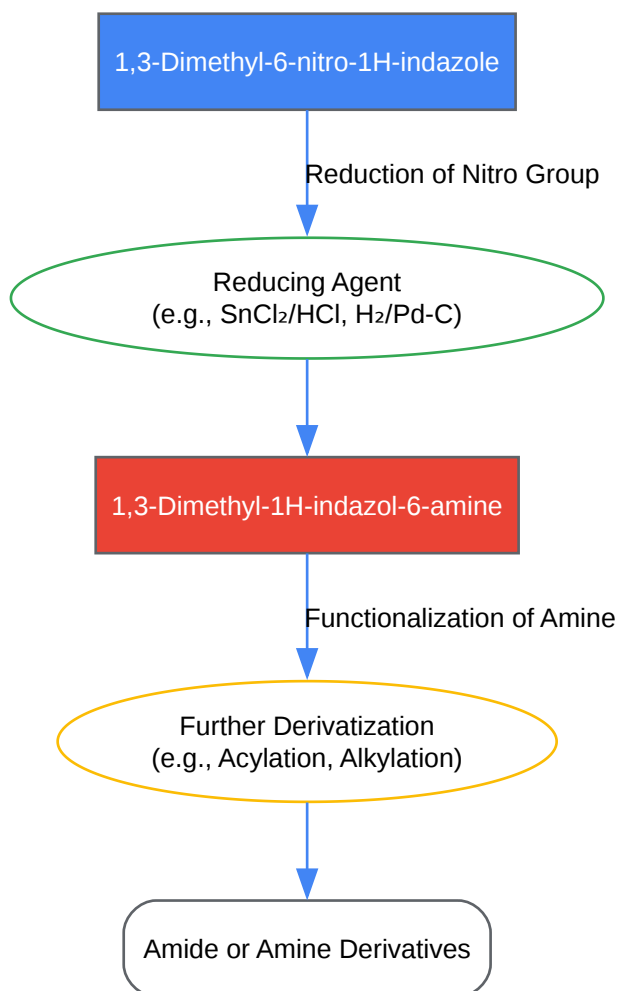 1,3-Dimethyl-6-nitro-1H-indazole
Reduction of Nitro Group
Reducing Agent
(e.g., SnCl₂/HCl, H₂/Pd-C)
1,3-Dimethyl-1H-indazol-6-amine
Functionalization of Amine
Further Derivatization
(e.g., Acylation, Alkylation)
Amide or Amine Derivatives